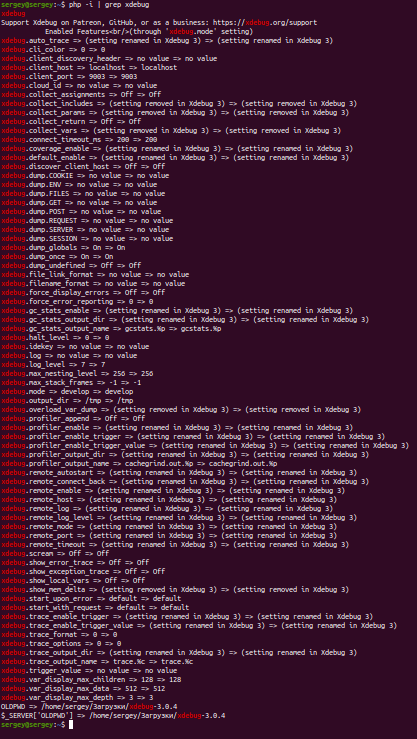 sergey@sergey:~$ php -i | grep xdebug
xdebug
Support Xdebug on Patreon, GitHub, or as a business: https://xdebug.org/support
Enabled Features<br/>(through 'xdebug.mode' setting)
xdebug.auto_trace => (setting renamed in Xdebug 3) => (setting renamed in Xdebug 3)
xdebug.cli_color => 0 => 0
xdebug.client_discovery_header => no value => no value
xdebug.client_host => localhost => localhost
xdebug.client_port => 9003 => 9003
xdebug.cloud_id => no value => no value
xdebug.collect_assignments => Off => Off
xdebug.collect_includes => (setting removed in Xdebug 3) => (setting removed in Xdebug 3)
xdebug.collect_params => (setting removed in Xdebug 3) => (setting removed in Xdebug 3)
xdebug.collect_return => Off => Off
xdebug.collect_vars => (setting removed in Xdebug 3) => (setting removed in Xdebug 3)
xdebug.connect_timeout_ms => 200 => 200
xdebug.coverage_enable => (setting renamed in Xdebug 3) => (setting renamed in Xdebug 3)
xdebug.default_enable => (setting renamed in Xdebug 3) => (setting renamed in Xdebug 3)
xdebug.discover_client_host => Off => Off
xdebug.dump.COOKIE => no value => no value
xdebug.dump.ENV => no value => no value
xdebug.dump.FILES => no value => no value
xdebug.dump.GET => no value => no value
xdebug.dump.POST => no value => no value
xdebug.dump.REQUEST => no value => no value
xdebug.dump.SERVER => no value => no value
xdebug.dump.SESSION => no value => no value
xdebug.dump_globals => On => On
xdebug.dump_once => On => On
xdebug.dump_undefined => Off => Off
xdebug.file_link_format => no value => no value
xdebug.filename_format => no value => no value
xdebug.force_display_errors => Off => Off
xdebug.force_error_reporting => 0 => 0
xdebug.gc_stats_enable => (setting renamed in Xdebug 3) => (setting renamed in Xdebug 3)
xdebug.gc_stats_output_dir => (setting renamed in Xdebug 3) => (setting renamed in Xdebug 3)
xdebug.gc_stats_output_name => gcstats.%p => gcstats.%p
xdebug.halt_level => 0 => 0
xdebug.idekey => no value => no value
xdebug.log => no value => no value
xdebug.log_level => 7 => 7
xdebug.max_nesting_level => 256 => 256
xdebug.max_stack_frames => -1 => -1
xdebug.mode => develop => develop
xdebug.output_dir => /tmp => /tmp
xdebug.overload_var_dump => (setting removed in Xdebug 3) => (setting removed in Xdebug 3)
xdebug.profiler_append => Off => Off
xdebug.profiler_enable => (setting renamed in Xdebug 3) => (setting renamed in Xdebug 3)
xdebug.profiler_enable_trigger => (setting renamed in Xdebug 3) => (setting renamed in Xdebug 3)
xdebug.profiler_enable_trigger_value => (setting renamed in Xdebug 3) => (setting renamed in Xdebug 3)
xdebug.profiler_output_dir => (setting renamed in Xdebug 3) => (setting renamed in Xdebug 3)
xdebug.profiler_output_name => cachegrind.out.%p => cachegrind.out.%p
xdebug.remote_autostart => (setting renamed in Xdebug 3) => (setting renamed in Xdebug 3)
xdebug.remote_connect_back => (setting renamed in Xdebug 3) => (setting renamed in Xdebug 3)
xdebug.remote_enable => (setting renamed in Xdebug 3) => (setting renamed in Xdebug 3)
xdebug.remote_host => (setting renamed in Xdebug 3) => (setting renamed in Xdebug 3)
xdebug.remote_log => (setting renamed in Xdebug 3) => (setting renamed in Xdebug 3)
xdebug.remote_log_level => (setting renamed in Xdebug 3) => (setting renamed in Xdebug 3)
xdebug.remote_mode => (setting renamed in Xdebug 3) => (setting renamed in Xdebug 3)
xdebug.remote_port => (setting renamed in Xdebug 3) => (setting renamed in Xdebug 3)
xdebug.remote_timeout => (setting renamed in Xdebug 3) => (setting renamed in Xdebug 3)
xdebug.scream => Off => Off
xdebug.show_error_trace => Off => Off
xdebug.show_exception_trace => Off => Off
xdebug.show_local_vars => Off => Off
xdebug.show_mem_delta => (setting removed in Xdebug 3) => (setting removed in Xdebug 3)
xdebug.start_upon_error => default => default
xdebug.start_with_request => default => default
xdebug.trace_enable_trigger => (setting renamed in Xdebug 3) => (setting renamed in Xdebug 3)
xdebug.trace_enable_trigger_value => (setting renamed in Xdebug 3) => (setting renamed in Xdebug 3)
xdebug.trace_format => 0 => 0
xdebug.trace_options => 0 => 0
xdebug.trace_output_dir => (setting renamed in Xdebug 3) => (setting renamed in Xdebug 3)
xdebug.trace_output_name => trace.%c => trace.%c
xdebug.trigger_value => no value => no value
xdebug.var_display_max_children => 128 => 128
xdebug.var_display_max_data => 512 => 512
xdebug.var_display_max_depth => 3 => 3
OLDPWD => /home/sergey/Загрузки/xdebug-3.0.4
$_SERVER['OLDPWD'] => /home/sergey/Загрузки/xdebug-3.0.4
sergey@sergey:~$